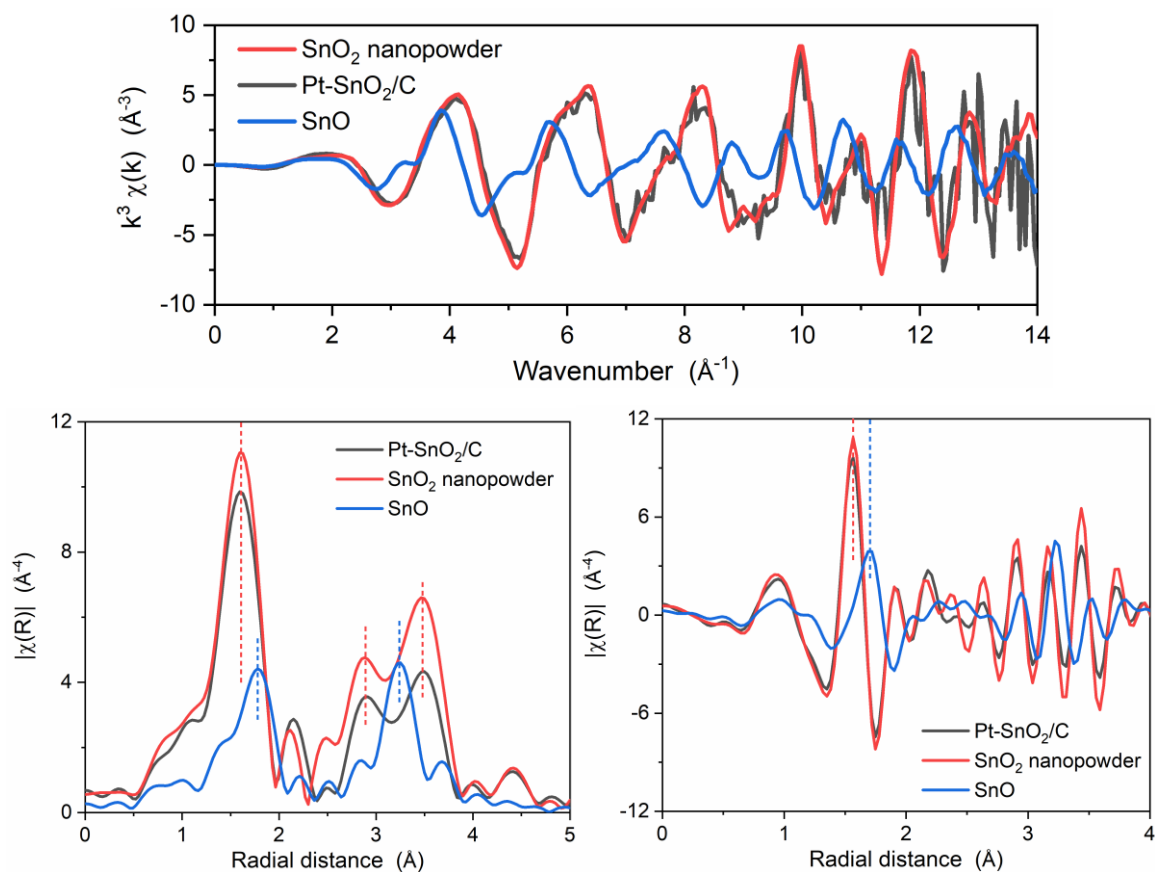 10
5
0
-5
-10
k³ χ(k) (Å⁻³)
SnO₂ nanopowder
Pt-SnO₂/C
SnO
0 2 4 6 8 10 12 14
Wavenumber (Å⁻¹)
12
8
4
0
|χ(R)| (Å⁻⁴)
Pt-SnO₂/C
SnO₂ nanopowder
SnO
0 1 2 3 4 5
Radial distance (Å)
12
6
0
-6
-12
|χ(R)| (Å⁻⁴)
Pt-SnO₂/C
SnO₂ nanopowder
SnO
0 1 2 3 4
Radial distance (Å)